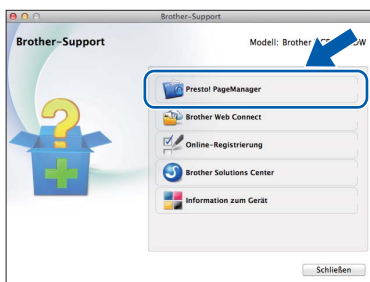 Brother-Support
Brother-Support
Modell: Brother
Presto! PageManager
Brother Web Connect
Online-Registrierung
Brother Solutions Center
Information zum Gerät
Schließen